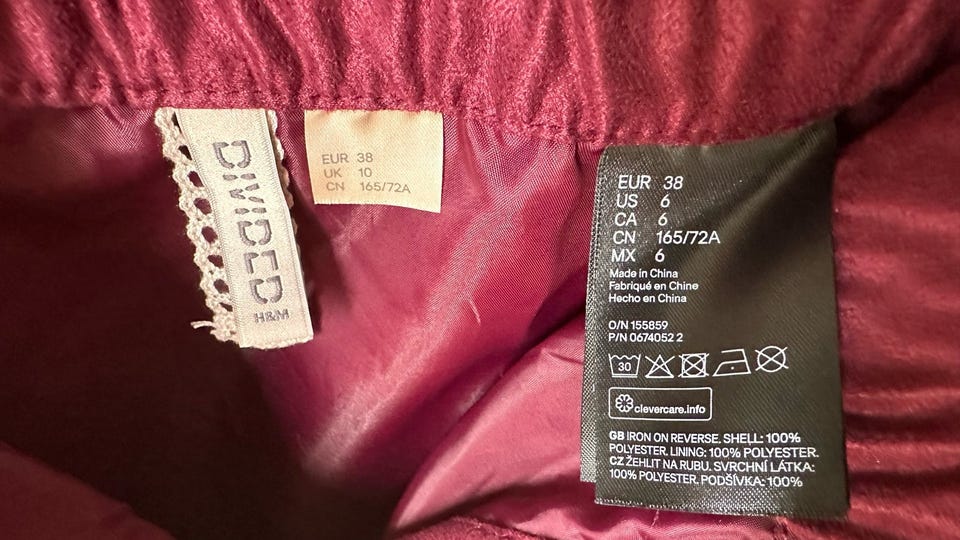 DIVIDED
H&M
EUR 38
UK 10
CN 165/72A
EUR 38
US 6
CA 6
CN 165/72A
MX 6
Made in China
Fabriqué en Chine
Hecho en China
O/N 155859
P/N 0674052 2
30
clevercare.info
GB IRON ON REVERSE. SHELL: 100%
POLYESTER. LINING: 100% POLYESTER.
CZ ŽEHLIT NA RUBU. SVRCHNÍ LÁTKA:
100% POLYESTER. PODŠÍVKA: 100%